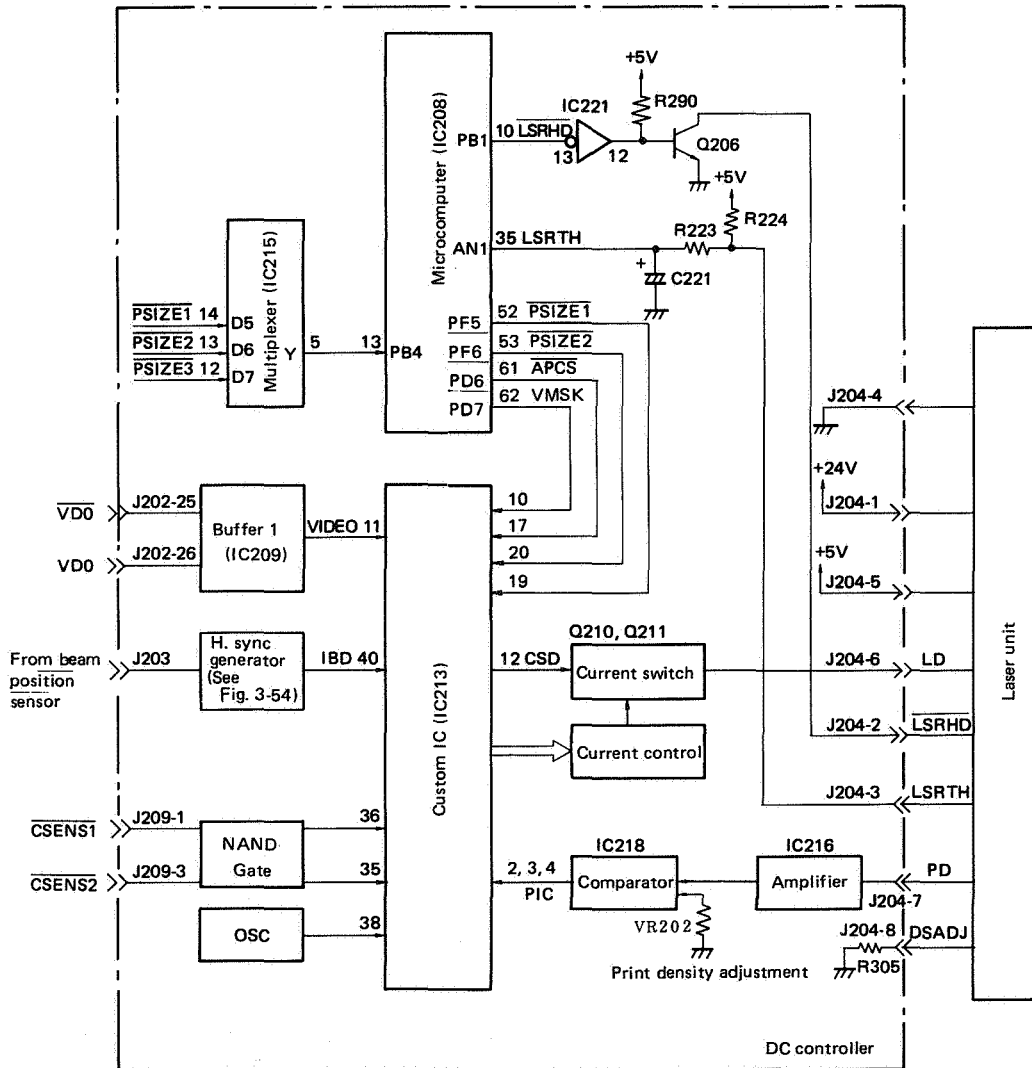 Microcomputer (IC208)
+5V
IC221
R290
PB1
10 LSRHD
13
12
Q206
+5V
R224
R223
AN1
35 LSRTH
+
C221
Multiplexer (IC215)
PSIZE1 14
D5
PSIZE2 13
D6
PSIZE3 12
D7
Y
5
13
PB4
PF5
52 PSIZE1
PF6
53 PSIZE2
PD6
61 APCS
PD7
62 VMSK
J204-4
+24V
J204-1
+5V
J204-5
VD0
J202-25
Buffer 1
(IC209)
VIDEO 11
VD0
J202-26
10
17
20
19
From beam
position
sensor
J203
H. sync
generator
(See
Fig. 3-54)
IBD 40
Custom IC (IC213)
12 CSD
Q210, Q211
Current switch
J204-6
LD
Current control
J204-2
LSRHD
J204-3
LSRTH
Laser unit
CSENS1
J209-1
NAND
Gate
36
CSENS2
J209-3
35
OSC
38
2, 3, 4
PIC
IC218
Comparator
IC216
Amplifier
PD
J204-7
VR202
Print density adjustment
J204-8
DSADJ
R305
DC controller